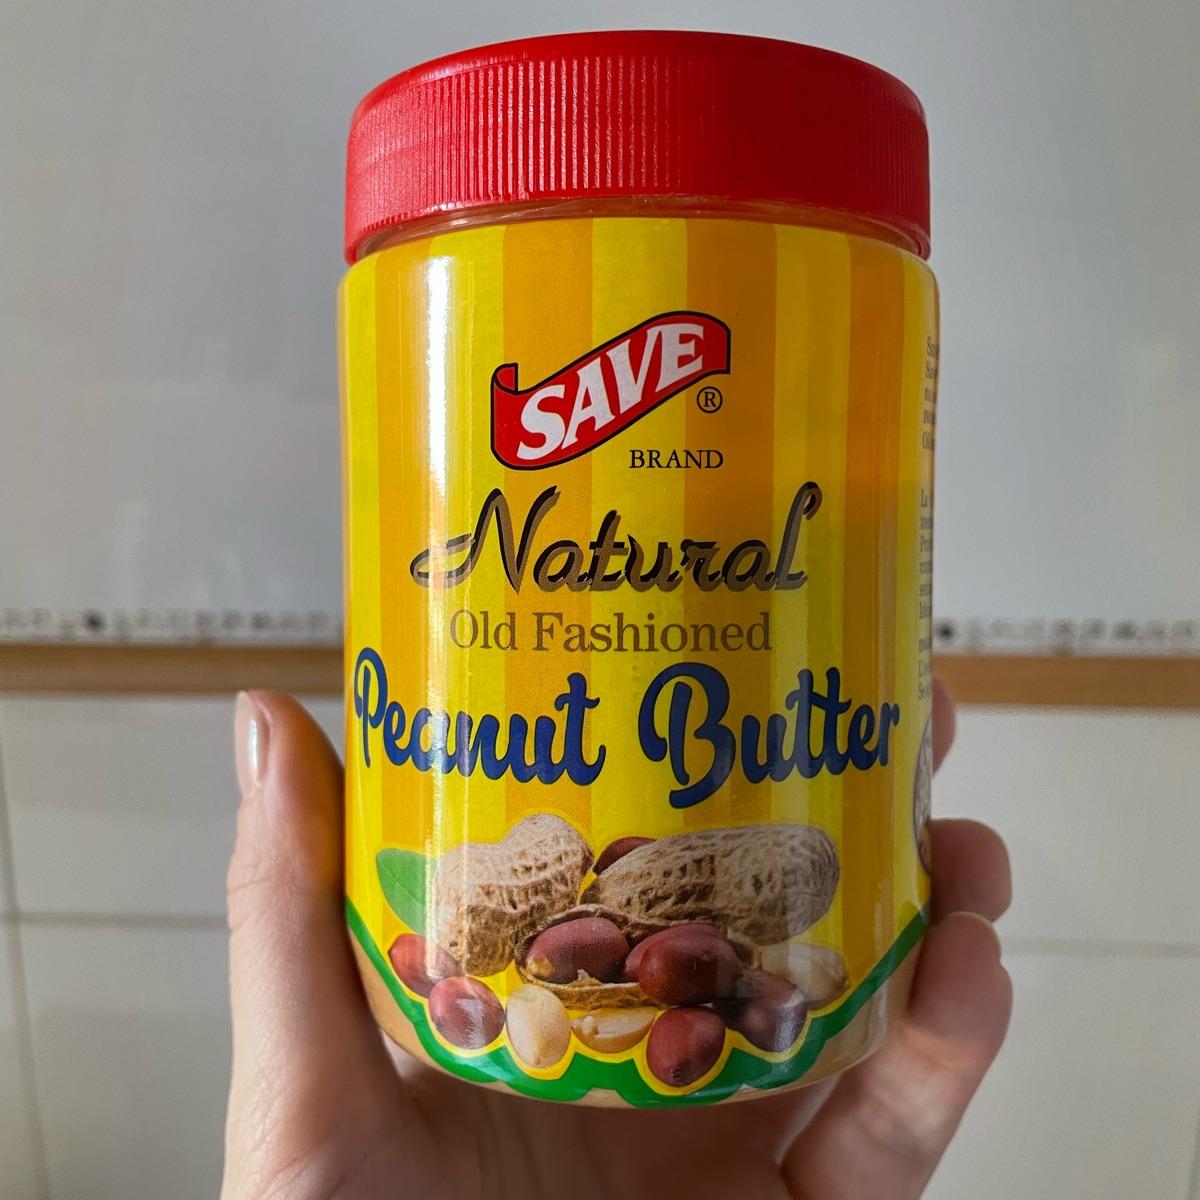 SAVE
®
BRAND
Natural
Old Fashioned
Peanut Butter